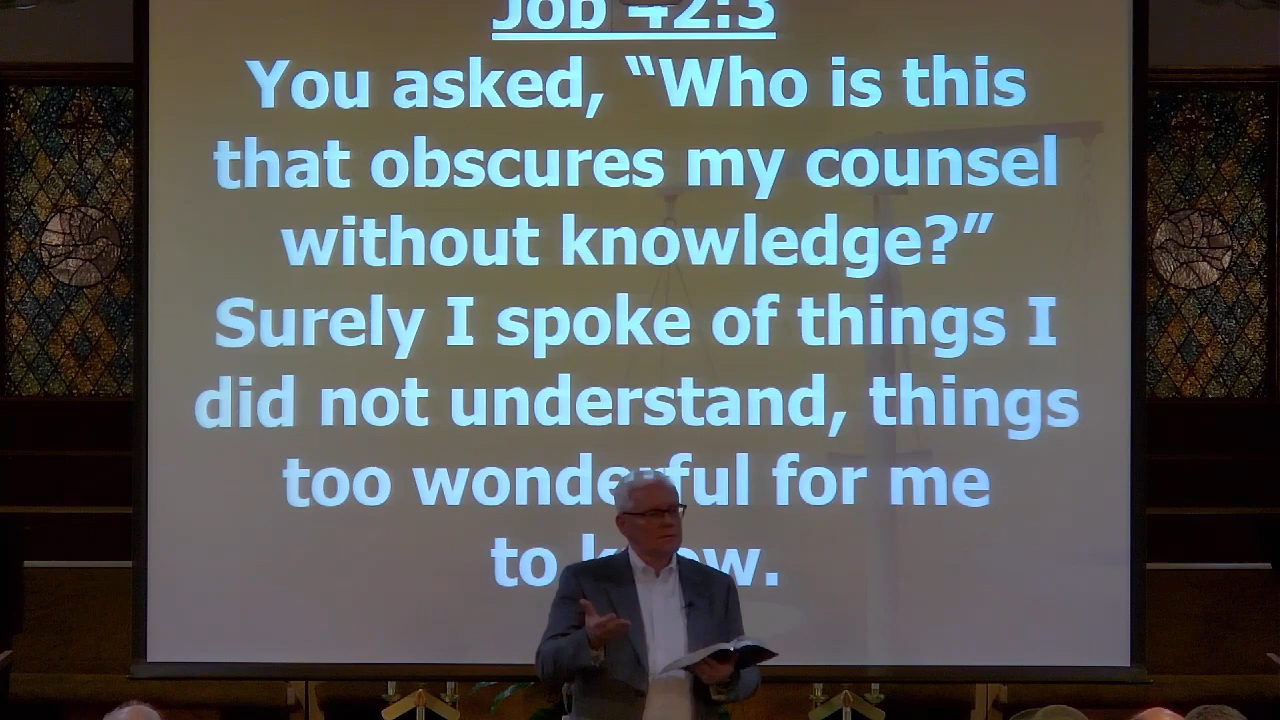 Job 42:3
You asked, “Who is this
that obscures my counsel
without knowledge?”
Surely I spoke of things I
did not understand, things
too wonderful for me
to know.